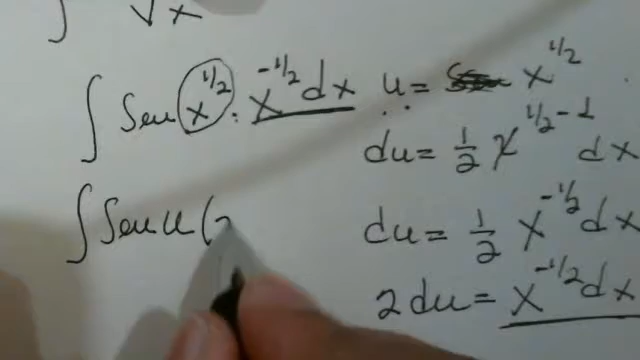 ∫ √x
∫ Sen x^{1/2} · x^{-1/2} dx u = x^{1/2}
du = 1/2 x^{1/2 - 1} dx
∫ Sen u ( du = 1/2 x^{-1/2} dx
2 du = x^{-1/2} dx